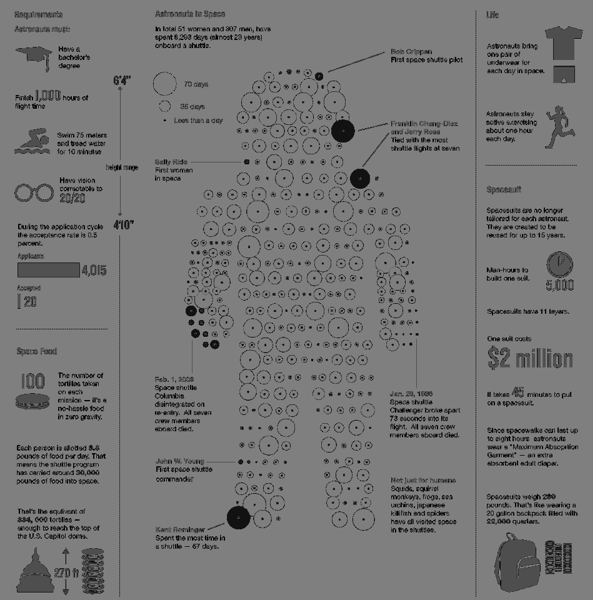 Requirements
Astronauts must:
Have a
bachelor's
degree
Finish 1,000 hours of
flight time
Swim 75 meters
and tread water
for 10 minutes
Have vision
correctable to
20/20
During the application cycle
the acceptance rate is 0.5
percent.
Applicants
4,015
Accepted
20
Space Food
100
The number of
tortillas taken
on each
mission — it's a
no-hassle food
in zero gravity.
Each person is allotted 3.8
pounds of food per day. That
means the shuttle program
has carried around 30,000
pounds of food into space.
That's the equivalent of
tortillas —
enough to reach the top of
the U.S. Capitol dome.
270 ft
6'4"
height range
4'10"
Astronauts in Space
In total 51 women and 307 men, have
onboard a shuttle.
70 days
35 days
Less than a day
Bob Crippen
First space shuttle pilot
Franklin Chang-Diaz
and Jerry Ross
Tied with the most
shuttle flights at seven
Sally Ride
First women
in space
Feb. 1, 2003
Space shuttle
Columbia
disintegrated
on re-entry. All seven
crew members
aboard died.
Jan. 28, 1986
Space shuttle
Challenger broke apart
73 seconds into its
flight. All seven crew
members aboard died.
John W. Young
First space shuttle
commander
Not just for humans
Squids, squirrel
monkeys, frogs, sea
urchins, japanese
killifish and spiders
have all visited space
in the shuttles.
Kent Rominger
Spent the most time in
a shuttle — 67 days.
Life
Astronauts bring
one pair of
underwear for
each day in space.
Astronauts stay
active exercising
about one hour
each day.
Spacesuit
Spacesuits are no longer
tailored for each astronaut.
They are created to be
reused for up to 15 years.
Man-hours to
build one suit.
5,000
Spacesuits have 11 layers.
One suit costs
$2 million
It takes 45 minutes to put
on a spacesuit.
Since spacewalks can last up
to eight hours astronauts
wear a "Maximum Absorption
Garment" — an extra
absorbent adult diaper.
Spacesuits weigh 280
pounds. That's like wearing a
20 gallon backpack filled with
22,000 quarters.